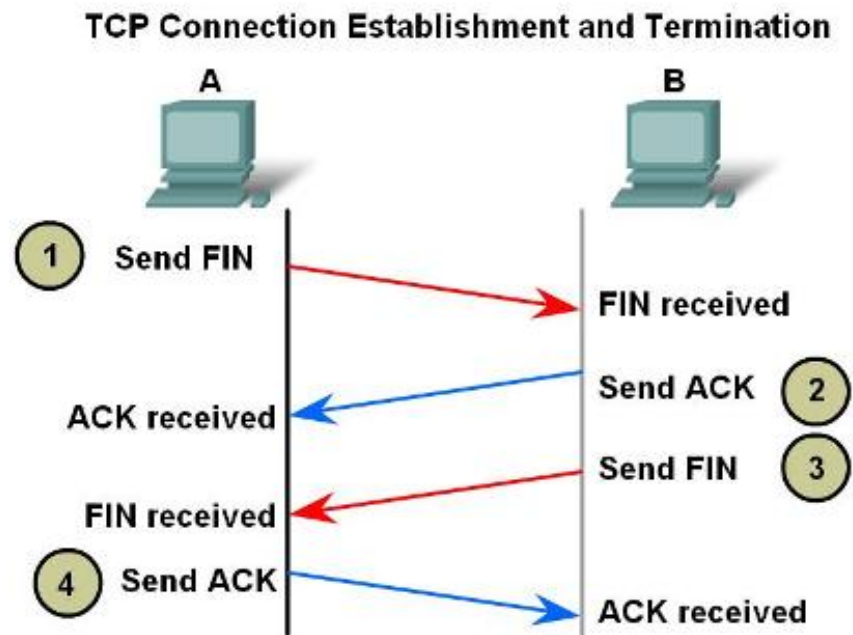 TCP Connection Establishment and Termination
A
B
1
Send FIN
FIN received
Send ACK
2
ACK received
Send FIN
3
FIN received
4
Send ACK
ACK received